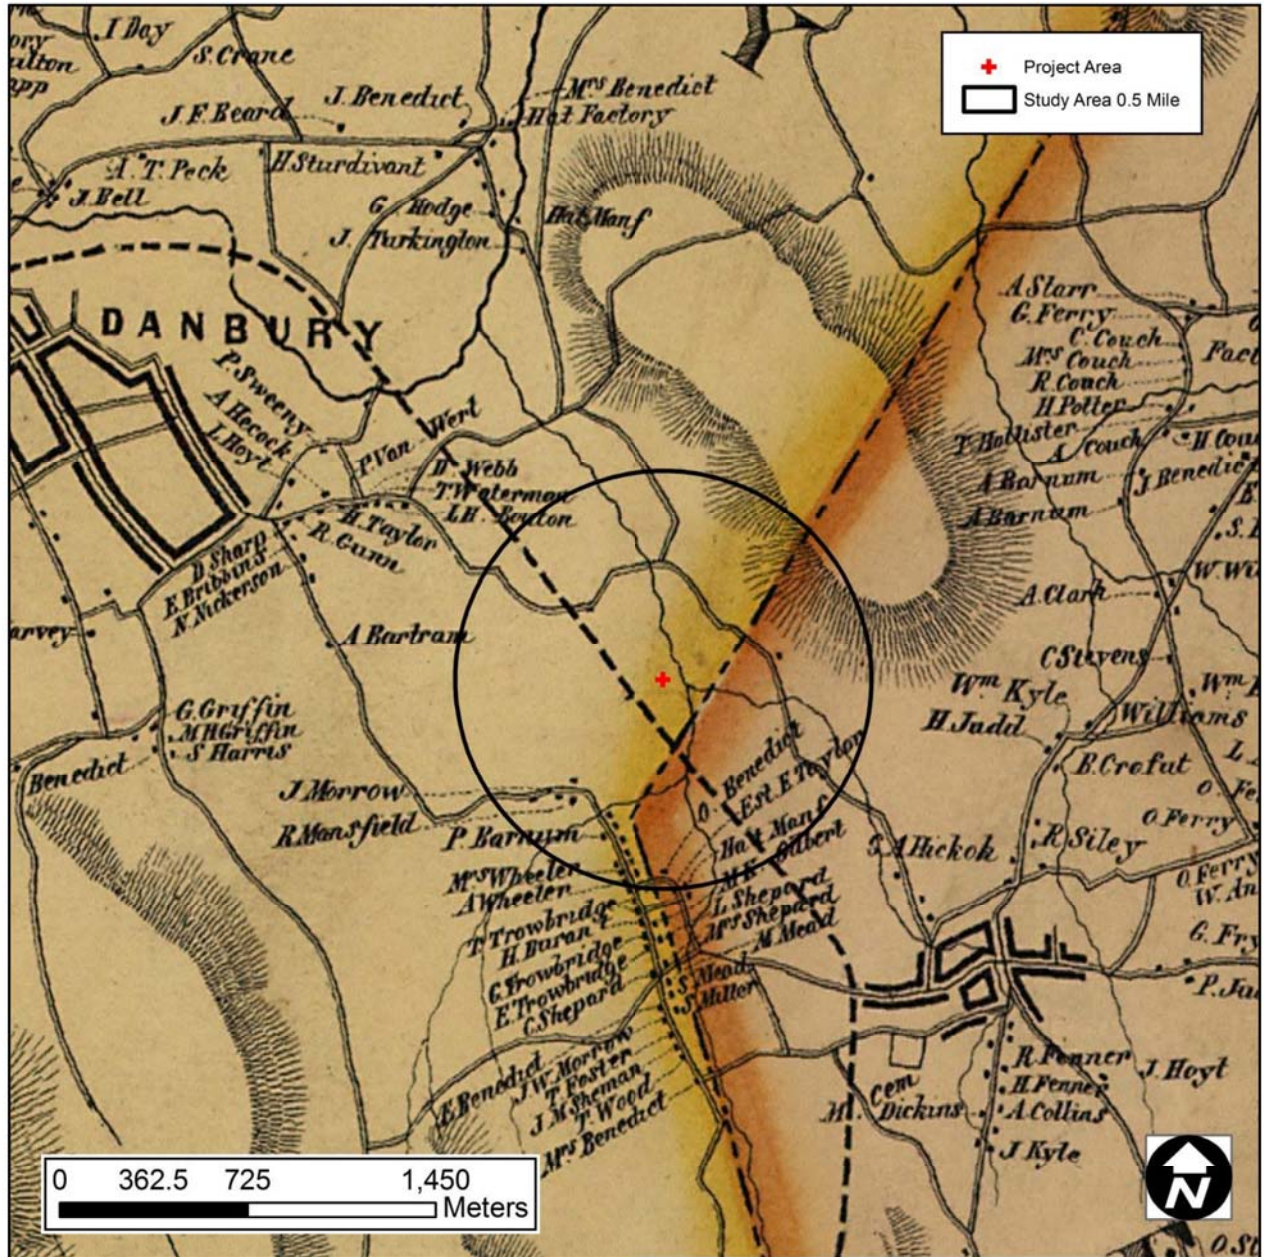 I Day
S. Crane
J. Benedict
Mrs Benedict
J. F. Beard
Hat Factory
A. T. Peck
H Sturdivant
J. Bell
G. Hodge
Hat Manf
J. Turkington
Project Area
Study Area 0.5 Mile
DANBURY
P. Sweeny
A Hecock
L Hoyt
P. Van Wert
Dr Webb
T Waterman
L H. Bouton
H. Taylor
R. Gunn
D Sharp
E. Bribbins
N. Nickerson
A Bartram
A Starr
G. Ferry
C. Couch
Mrs Couch
R. Couch
H Potter
T. Hollister
A Couch
A Barnum
J. Benedict
A Barnum
A. Clark
C Stevens
Wm Kyle
Williams
H Judd
B. Crofut
G. Griffin
M H Griffin
S Harris
Benedict
J. Morrow
R. Mansfield
P. Barnum
O. Benedict
Est. E Taylor
Hat Manf
M K. Gilbert
L Shepard
Mrs Shepard
M. Mead
S Mead
S. Miller
G A Hickok
R Siley
O Ferry
O. Ferry
Mrs Wheeler
A Wheeler
T. Trowbridge
H. Duran
G. Trowbridge
E. Trowbridge
C. Shepard
E. Benedict
J. W. Morrow
T Foster
J. M Sheman
T. Wood
Mrs Benedict
G. Fry
R. Fenner
H. Fenner
J. Hoyt
Cem
Dickins
A. Collins
J Kyle
0 362.5 725 1,450
Meters
N